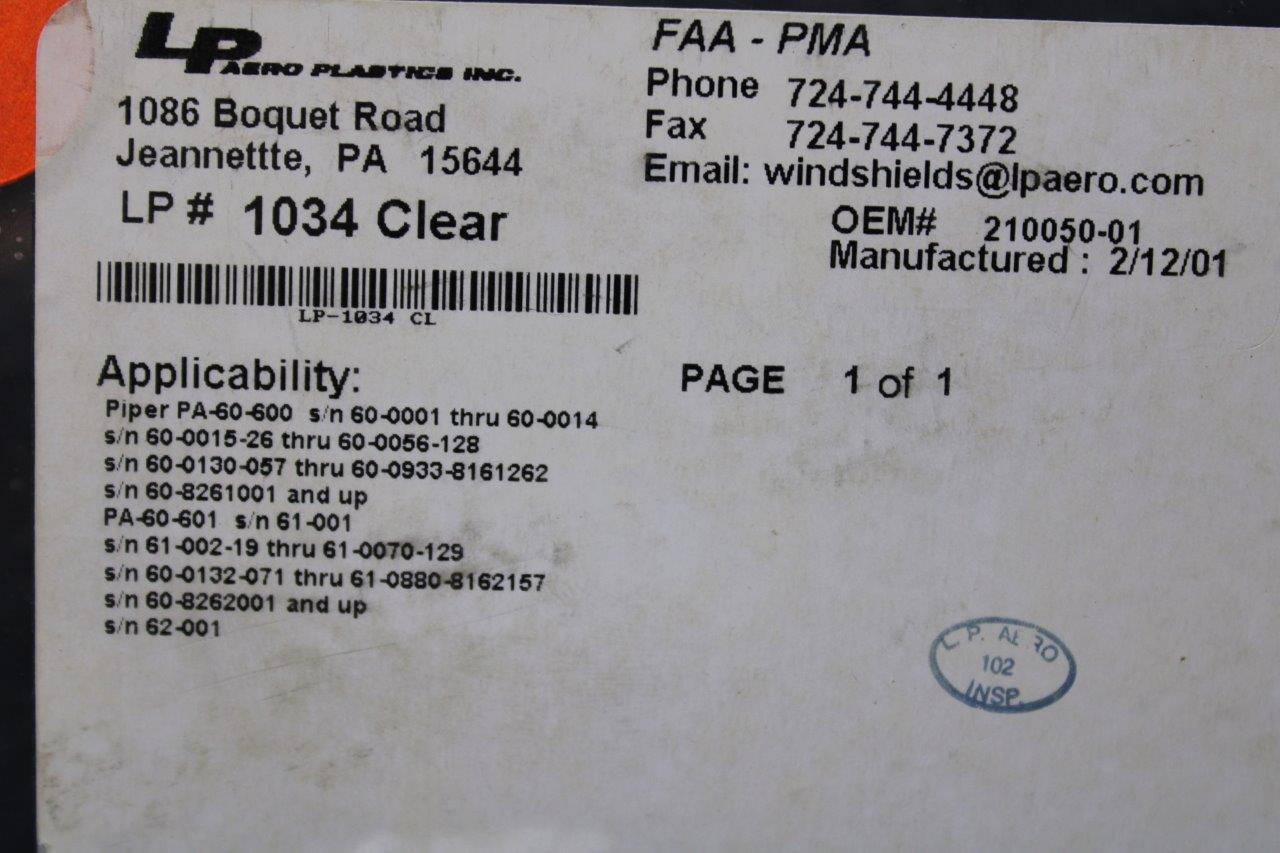 LP AERO PLASTICS INC.
1086 Boquet Road
Jeannettte, PA 15644
LP # 1034 Clear
LP-1034 CL
FAA - PMA
Phone 724-744-4448
Fax 724-744-7372
Email: windshields@lpaero.com
OEM# 210050-01
Manufactured : 2/12/01
Applicability:
Piper PA-60-600 s/n 60-0001 thru 60-0014
s/n 60-0015-26 thru 60-0056-128
s/n 60-0130-057 thru 60-0933-8161262
s/n 60-8261001 and up
PA-60-601 s/n 61-001
s/n 61-002-19 thru 61-0070-129
s/n 60-0132-071 thru 61-0880-8162157
s/n 60-8262001 and up
s/n 62-001
PAGE 1 of 1
L. P. AERO
102
INSP.